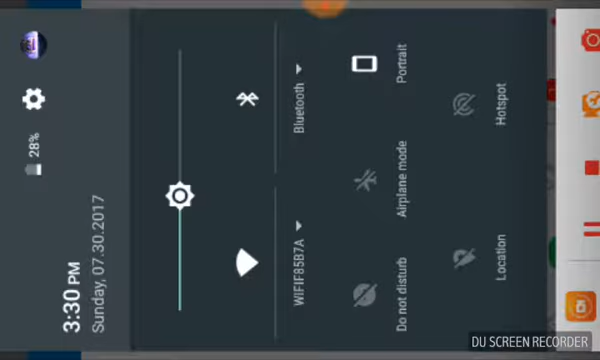 3:30 PM
Sunday, 07.30.2017
28%
WIFIF85B7A
Bluetooth
Do not disturb
Airplane mode
Portrait
Location
Hotspot
DU SCREEN RECORDER